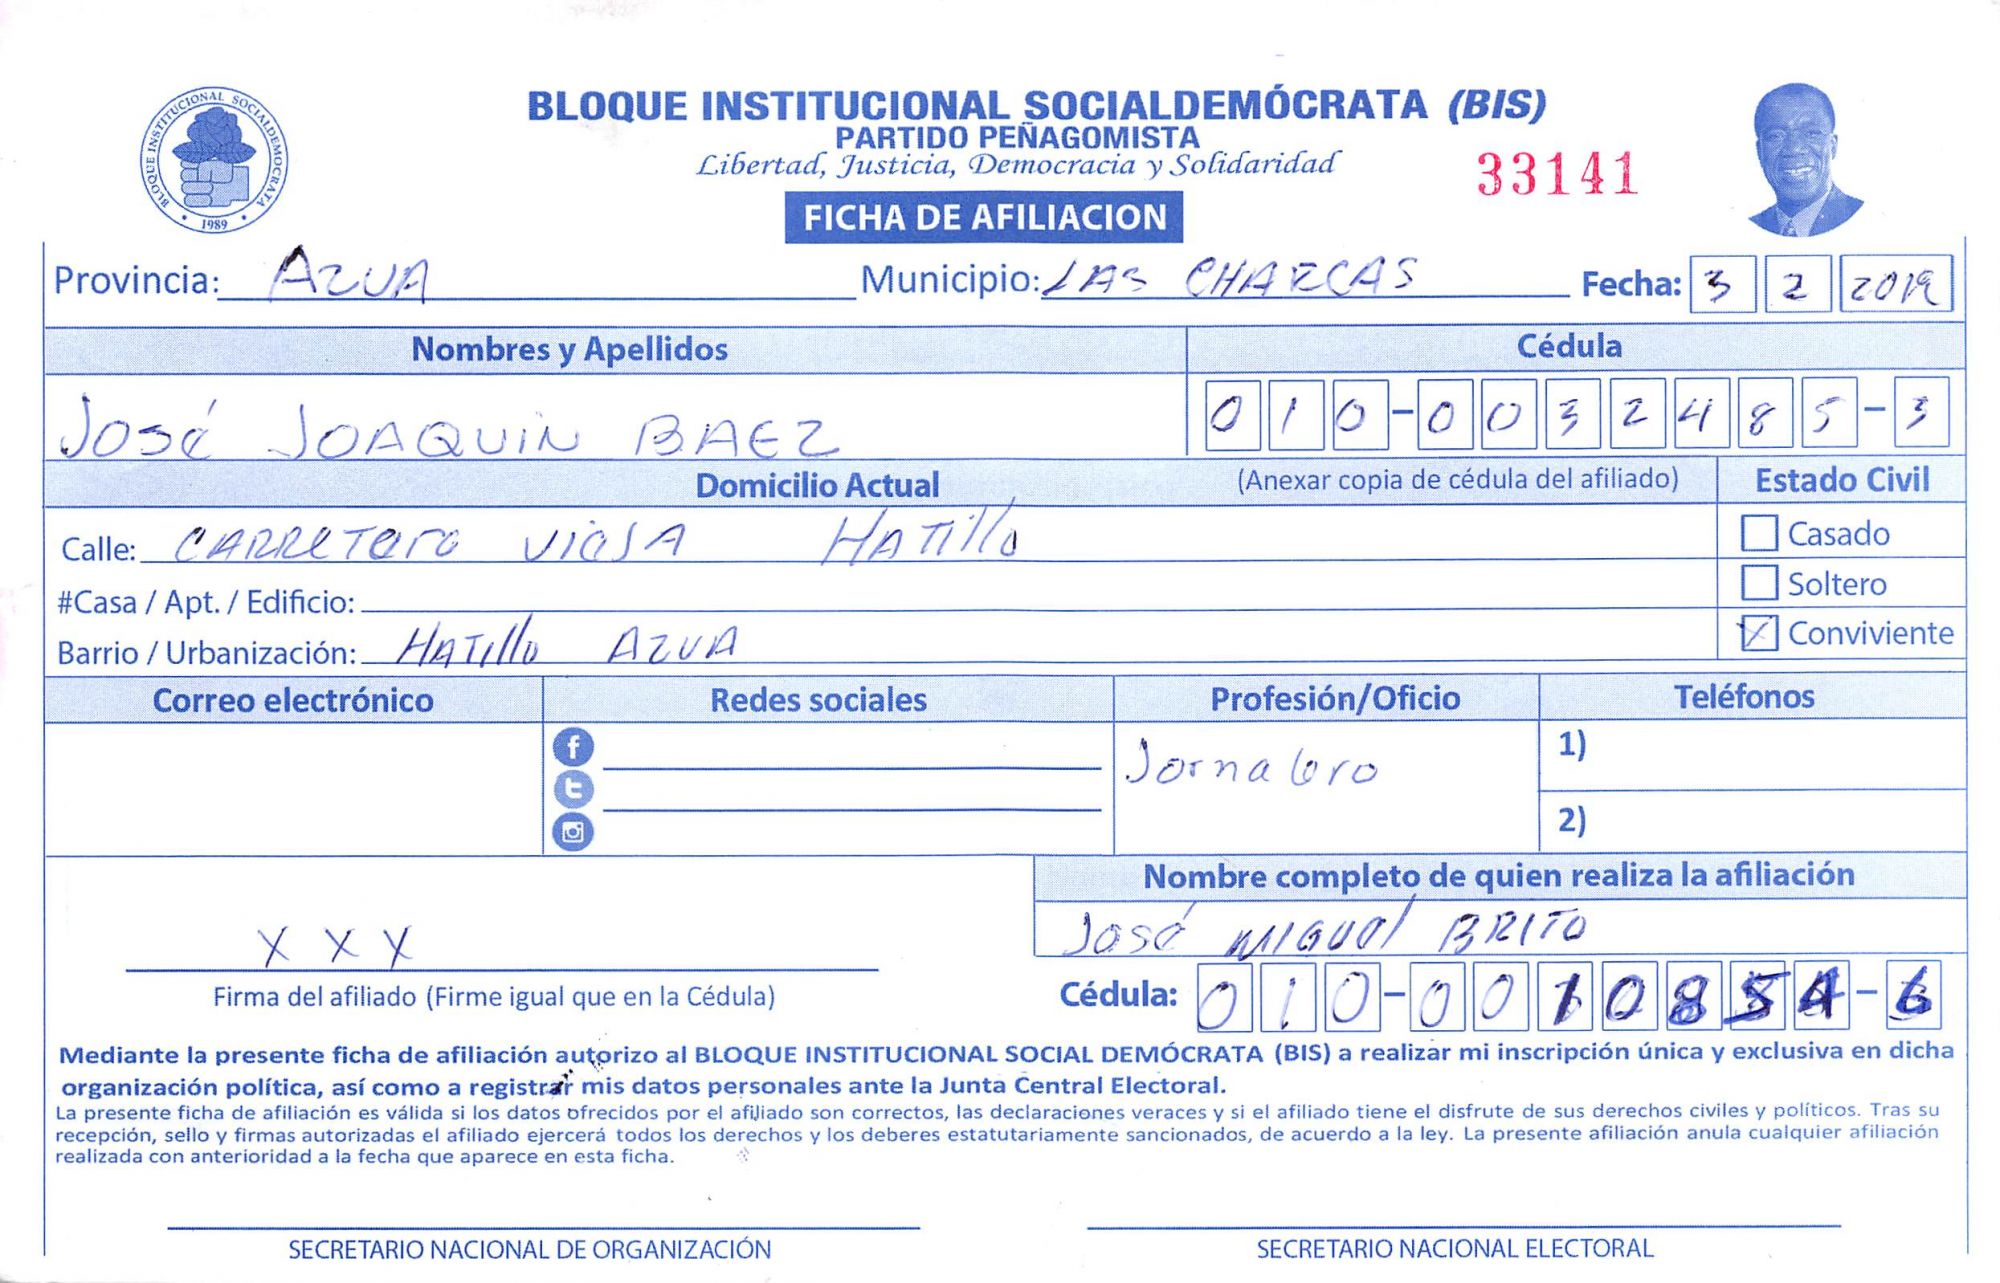 BLOQUE INSTITUCIONAL SOCIALDEMOCRATA
1989
BLOQUE INSTITUCIONAL SOCIALDEMÓCRATA (BIS)
PARTIDO PEÑAGOMISTA
Libertad, Justicia, Democracia y Solidaridad
33141
FICHA DE AFILIACION
Provincia: AZUA Municipio: LAS CHARCAS Fecha: 3 2 2019
Nombres y Apellidos Cédula
José JOAQUIN BAEZ 010-0032485-3
Domicilio Actual (Anexar copia de cédula del afiliado) Estado Civil
Calle: CARRETERO VIEJA HATillo Casado
#Casa / Apt. / Edificio: Soltero
Barrio / Urbanización: HATillo AZUA X Conviviente
Correo electrónico Redes sociales Profesión/Oficio Teléfonos
Jornalero
1)
2)
Nombre completo de quien realiza la afiliación
José MIGUEl BRITO
X X X
Firma del afiliado (Firme igual que en la Cédula) Cédula: 010-0010854-6
Mediante la presente ficha de afiliación autorizo al BLOQUE INSTITUCIONAL SOCIAL DEMÓCRATA (BIS) a realizar mi inscripción única y exclusiva en dicha
organización política, así como a registrar mis datos personales ante la Junta Central Electoral.
La presente ficha de afiliación es válida si los datos ofrecidos por el afiliado son correctos, las declaraciones veraces y si el afiliado tiene el disfrute de sus derechos civiles y políticos. Tras su
recepción, sello y firmas autorizadas el afiliado ejercerá todos los derechos y los deberes estatutariamente sancionados, de acuerdo a la ley. La presente afiliación anula cualquier afiliación
realizada con anterioridad a la fecha que aparece en esta ficha.
SECRETARIO NACIONAL DE ORGANIZACIÓN SECRETARIO NACIONAL ELECTORAL